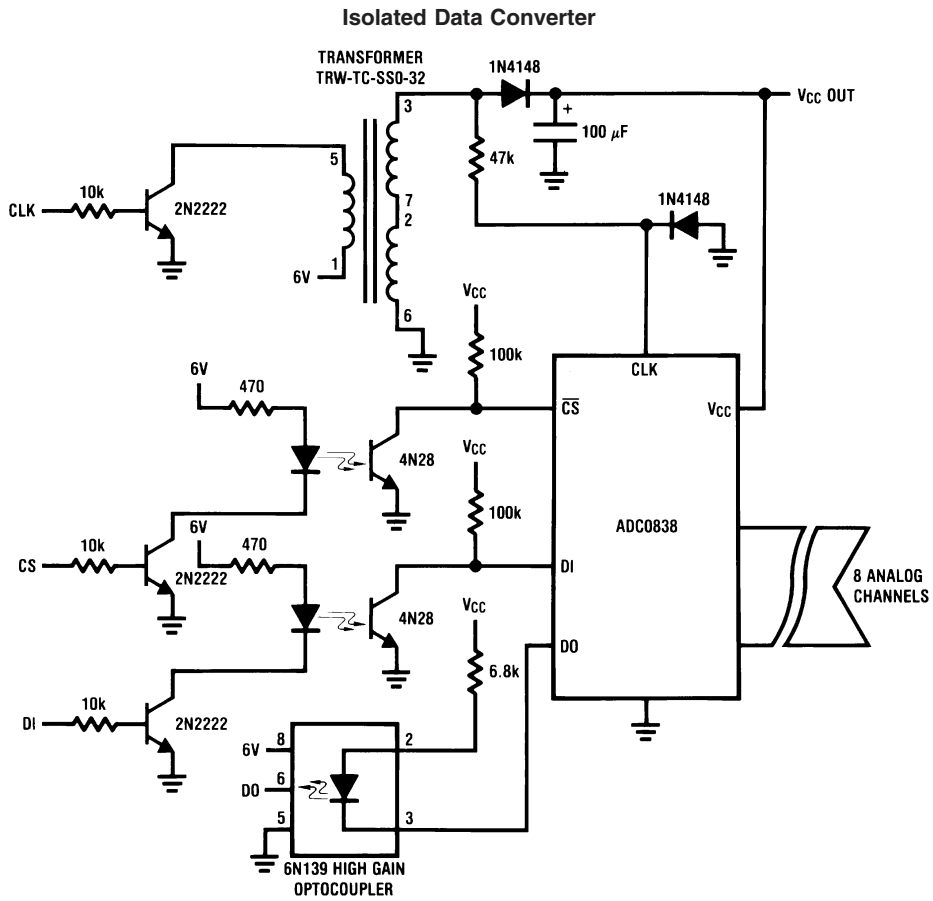 Isolated Data Converter
TRANSFORMER
TRW-TC-SSO-32
1N4148
3
VCC OUT
+
100 µF
5
47k
10k
1N4148
CLK
2N2222
7
2
1
6V
6
VCC
100k
CLK
6V
470
CS
VCC
4N28
VCC
100k
ADC0838
6V
10k
470
CS
2N2222
DI
8 ANALOG
CHANNELS
4N28
VCC
DO
6.8k
10k
DI
2N2222
8
2
6V
6
DO
5
3
6N139 HIGH GAIN
OPTOCOUPLER